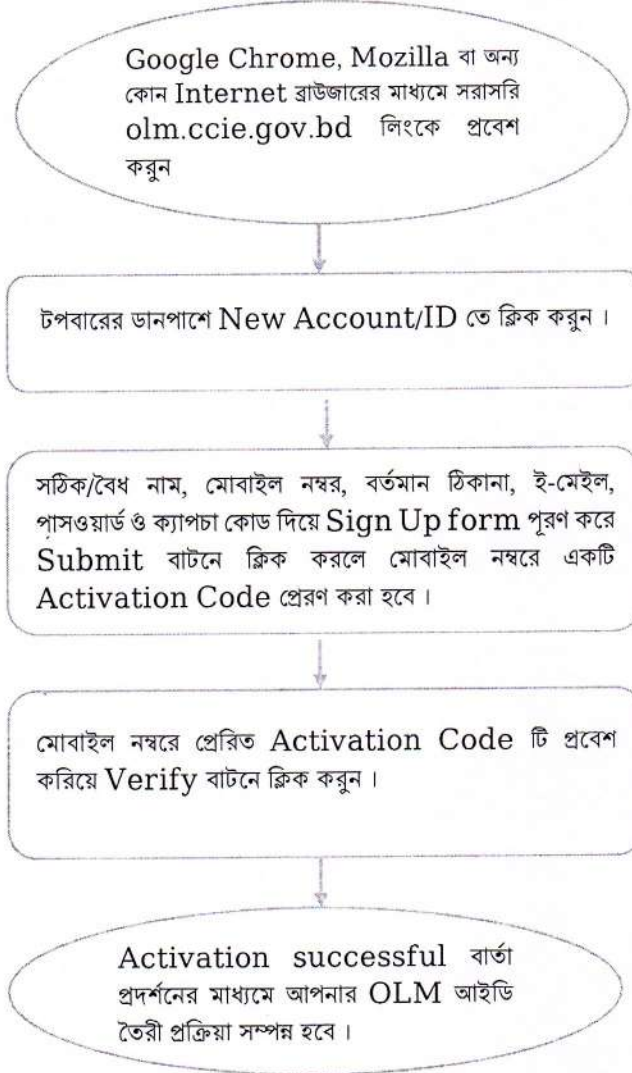 Google Chrome, Mozilla বা অন্য
কোন Internet ব্রাউজারের মাধ্যমে সরাসরি
olm.ccie.gov.bd লিংকে প্রবেশ
করুন
টপবারের ডানপাশে New Account/ID তে ক্লিক করুন ।
সঠিক/বৈধ নাম, মোবাইল নম্বর, বর্তমান ঠিকানা, ই-মেইল,
পাসওয়ার্ড ও ক্যাপচা কোড দিয়ে Sign Up form পূরণ করে
Submit বাটনে ক্লিক করলে মোবাইল নম্বরে একটি
Activation Code প্রেরণ করা হবে ।
মোবাইল নম্বরে প্রেরিত Activation Code টি প্রবেশ
করিয়ে Verify বাটনে ক্লিক করুন ।
Activation successful বার্তা
প্রদর্শনের মাধ্যমে আপনার OLM আইডি
তৈরী প্রক্রিয়া সম্পন্ন হবে ।